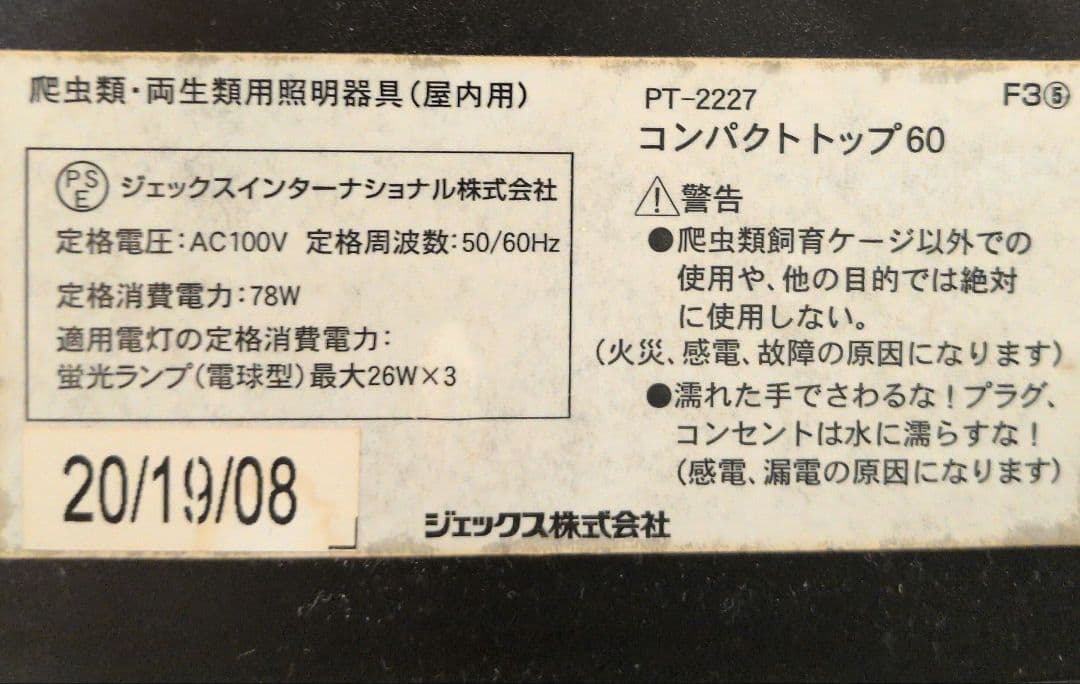 爬虫類・両生類用照明器具(屋内用)
PSE ジェックスインターナショナル株式会社
定格電圧:AC100V 定格周波数:50/60Hz
定格消費電力:78W
適用電灯の定格消費電力:
蛍光ランプ(電球型)最大26W×3
20/19/08
PT-2227 F3⑤
コンパクトトップ60
⚠警告
●爬虫類飼育ケージ以外での
使用や、他の目的では絶対
に使用しない。
(火災、感電、故障の原因になります)
●濡れた手でさわるな!プラグ、
コンセントは水に濡らすな!
(感電、漏電の原因になります)
ジェックス株式会社